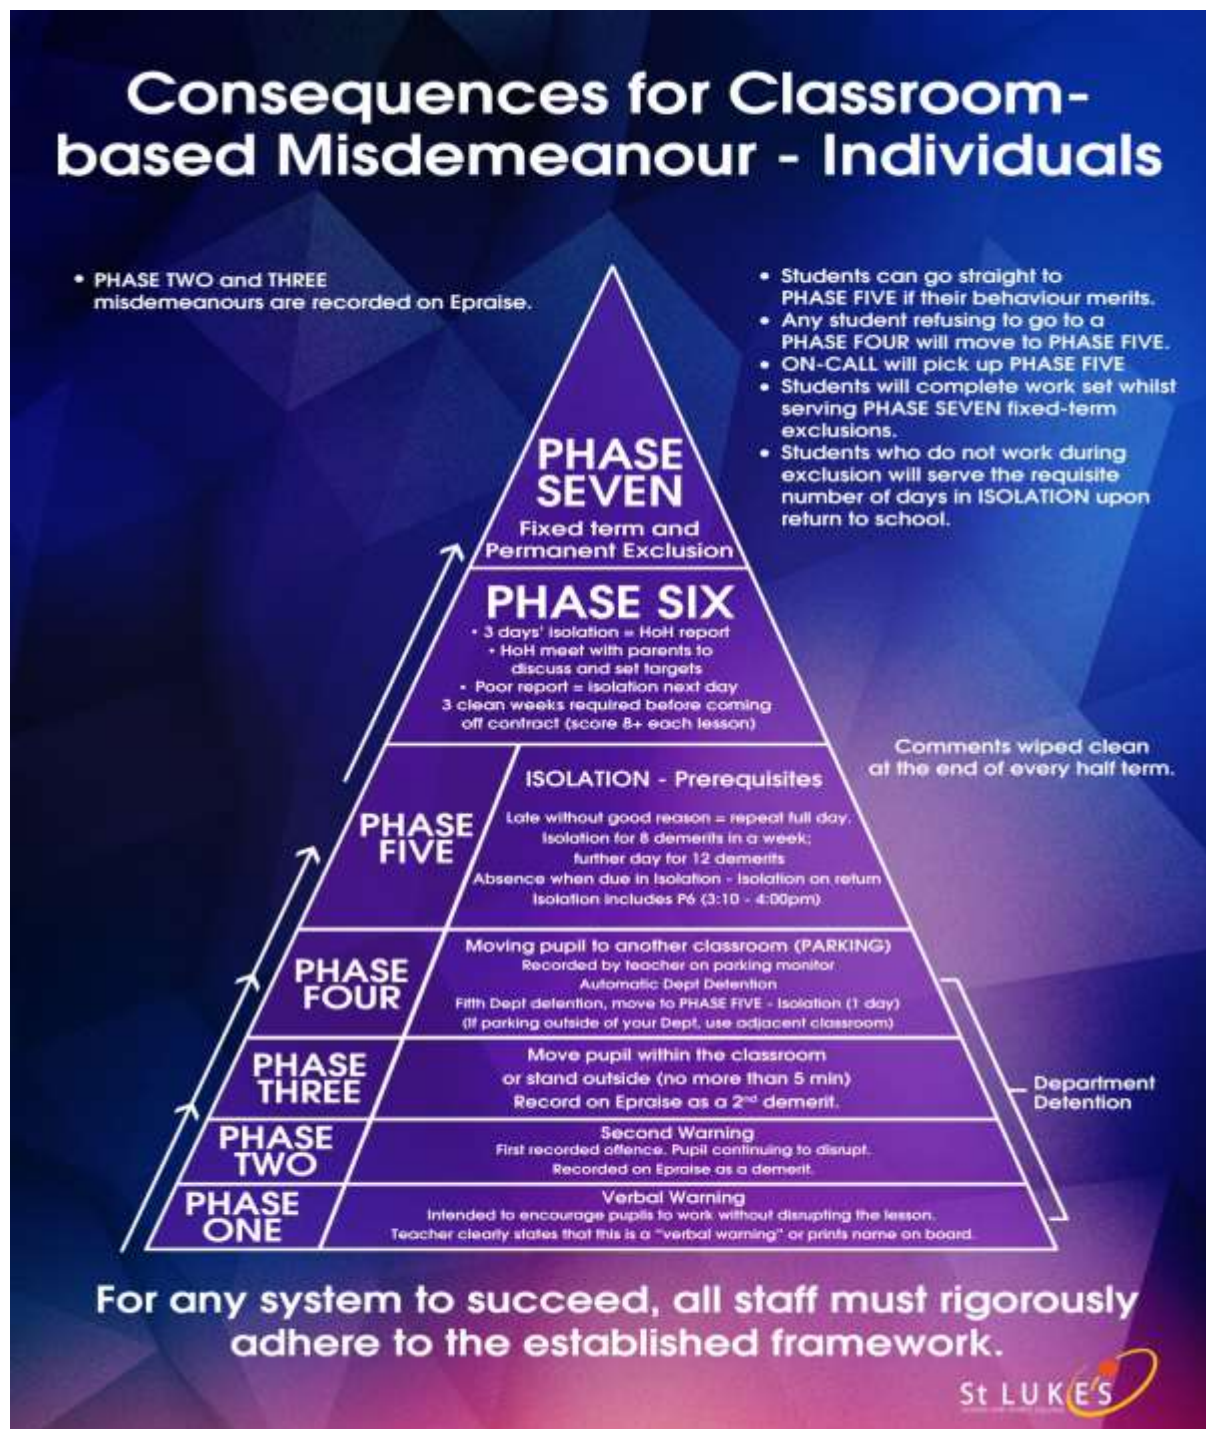 Consequences for Classroom-
based Misdemeanour - Individuals
• PHASE TWO and THREE
misdemeanours are recorded on Epraise.
• Students can go straight to
PHASE FIVE if their behaviour merits.
• Any student refusing to go to a
PHASE FOUR will move to PHASE FIVE.
• ON-CALL will pick up PHASE FIVE
• Students will complete work set whilst
serving PHASE SEVEN fixed-term
exclusions.
• Students who do not work during
exclusion will serve the requisite
number of days in ISOLATION upon
return to school.
PHASE
SEVEN
Fixed term and
Permanent Exclusion
PHASE SIX
• 3 days' isolation = HoH report
• HoH meet with parents to
discuss and set targets
• Poor report = isolation next day
3 clean weeks required before coming
off contract (score 8+ each lesson)
Comments wiped clean
at the end of every half term.
PHASE
FIVE
ISOLATION - Prerequisites
Late without good reason = repeat full day.
Isolation for 8 demerits in a week;
further day for 12 demerits
Absence when due in Isolation - Isolation on return
Isolation includes P6 (3:10 - 4:00pm)
PHASE
FOUR
Moving pupil to another classroom (PARKING)
Recorded by teacher on parking monitor
Automatic Dept Detention
Fifth Dept detention, move to PHASE FIVE - Isolation (1 day)
(If parking outside of your Dept, use adjacent classroom)
PHASE
THREE
Move pupil within the classroom
or stand outside (no more than 5 min)
Record on Epraise as a 2nd demerit.
Department
Detention
PHASE
TWO
Second Warning
First recorded offence. Pupil continuing to disrupt.
Recorded on Epraise as a demerit.
PHASE
ONE
Verbal Warning
Intended to encourage pupils to work without disrupting the lesson.
Teacher clearly states that this is a "verbal warning" or prints name on board.
For any system to succeed, all staff must rigorously
adhere to the established framework.
St LUKE'S